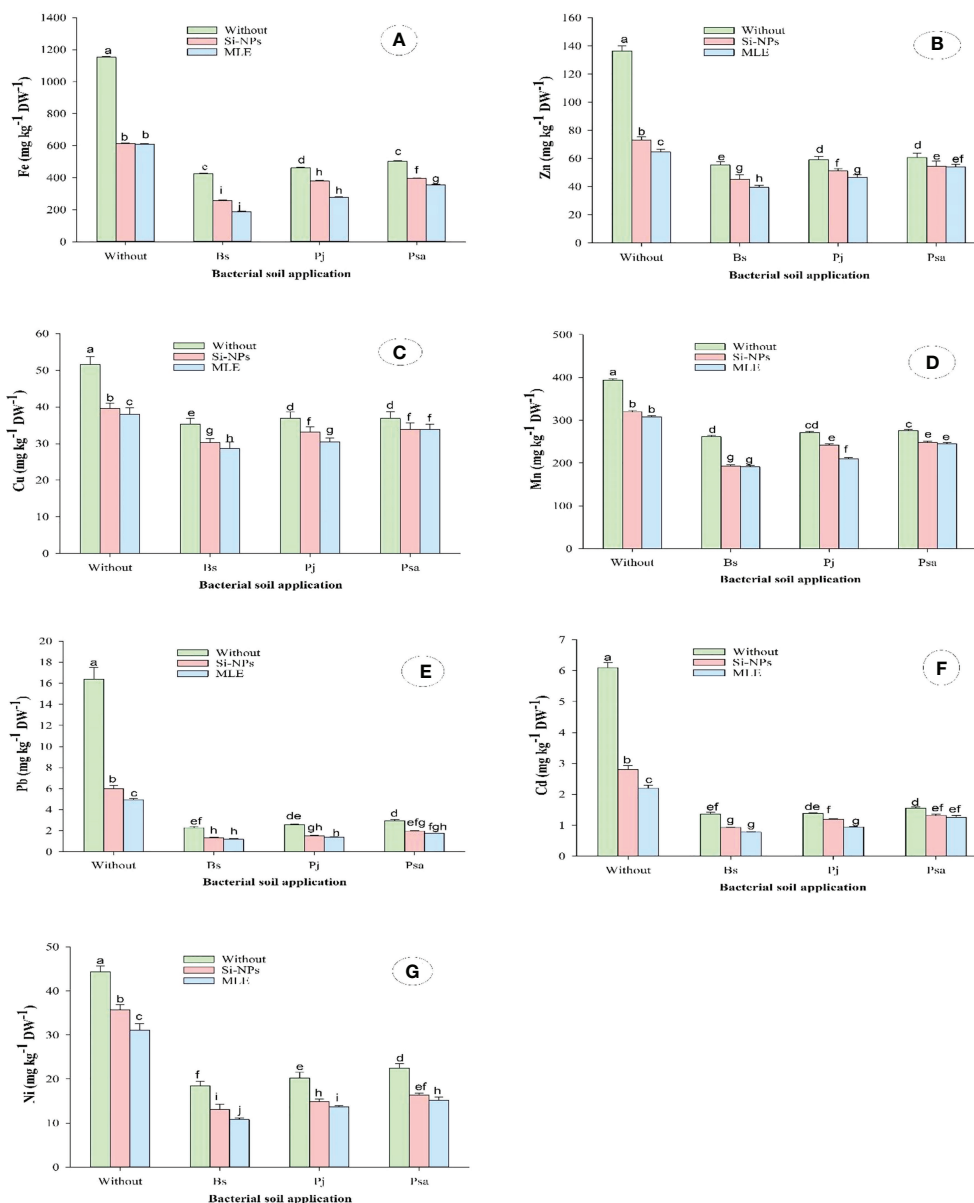 1400
1200
1000
800
600
400
200
0
Fe (mg kg-1 DW-1)
Without
Si-NPs
MLE
A
a
b
b
c
i
j
d
h
h
c
f
g
Without
Bs
Pj
Psa
Bacterial soil application
160
140
120
100
80
60
40
20
0
Zn (mg kg-1 DW-1)
Without
Si-NPs
MLE
B
a
b
c
e
g
h
d
f
g
d
e
ef
Without
Bs
Pj
Psa
Bacterial soil application
60
50
40
30
20
10
0
Cu (mg kg-1 DW-1)
Without
Si-NPs
MLE
C
a
b
c
e
g
h
d
f
g
d
f
f
Without
Bs
Pj
Psa
Bacterial soil application
500
400
300
200
100
0
Mn (mg kg-1 DW-1)
Without
Si-NPs
MLE
D
a
b
b
d
g
g
cd
e
f
c
e
e
Without
Bs
Pj
Psa
Bacterial soil application
20
18
16
14
12
10
8
6
4
2
0
Pb (mg kg-1 DW-1)
Without
Si-NPs
MLE
E
a
b
c
ef
h
h
de
gh
h
d
efg
fgh
Without
Bs
Pj
Psa
Bacterial soil application
7
6
5
4
3
2
1
0
Cd (mg kg-1 DW-1)
Without
Si-NPs
MLE
F
a
b
c
ef
g
g
de
f
g
d
ef
ef
Without
Bs
Pj
Psa
Bacterial soil application
50
40
30
20
10
0
Ni (mg kg-1 DW-1)
Without
Si-NPs
MLE
G
a
b
c
f
i
j
e
h
i
d
ef
h
Without
Bs
Pj
Psa
Bacterial soil application